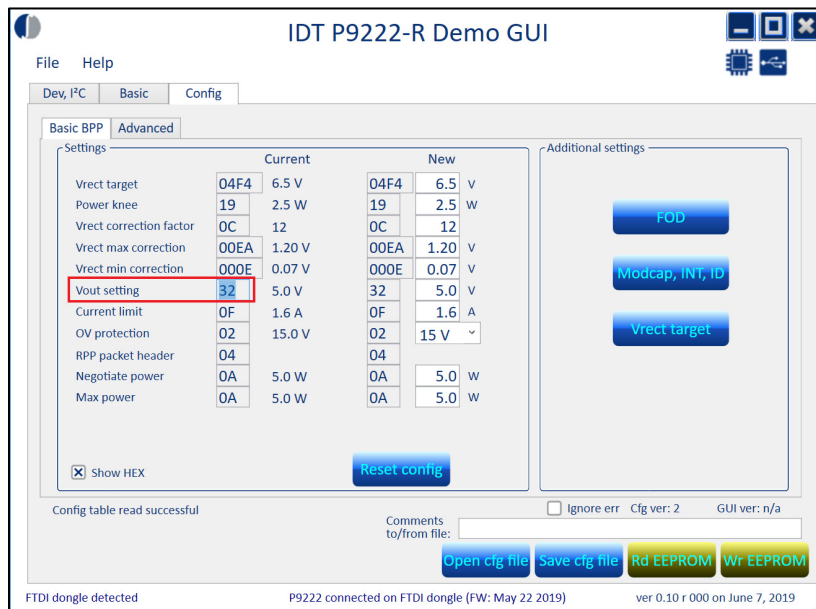 IDT P9222-R Demo GUI
File Help
Dev, I²C Basic Config
Basic BPP Advanced
Settings
Additional settings
Current New
Vrect target 04F4 6.5 V 04F4 6.5 V
Power knee 19 2.5 W 19 2.5 W
Vrect correction factor 0C 12 0C 12
Vrect max correction 00EA 1.20 V 00EA 1.20 V
Vrect min correction 000E 0.07 V 000E 0.07 V
Vout setting 32 5.0 V 32 5.0 V
Current limit 0F 1.6 A 0F 1.6 A
OV protection 02 15.0 V 02 15 V
RPP packet header 04 04
Negotiate power 0A 5.0 W 0A 5.0 W
Max power 0A 5.0 W 0A 5.0 W
FOD
Modcap, INT, ID
Vrect target
Show HEX
Reset config
Config table read successful
Ignore err Cfg ver: 2 GUI ver: n/a
Comments
to/from file:
Open cfg file Save cfg file Rd EEPROM Wr EEPROM
FTDI dongle detected P9222 connected on FTDI dongle (FW: May 22 2019) ver 0.10 r 000 on June 7, 2019